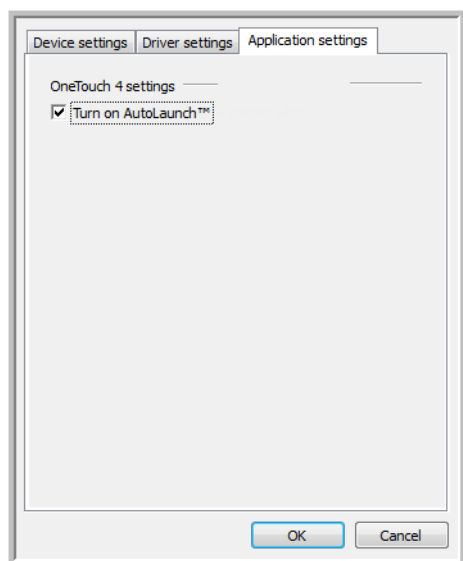 Device settings Driver settings Application settings
OneTouch 4 settings
Turn on AutoLaunch™
OK Cancel